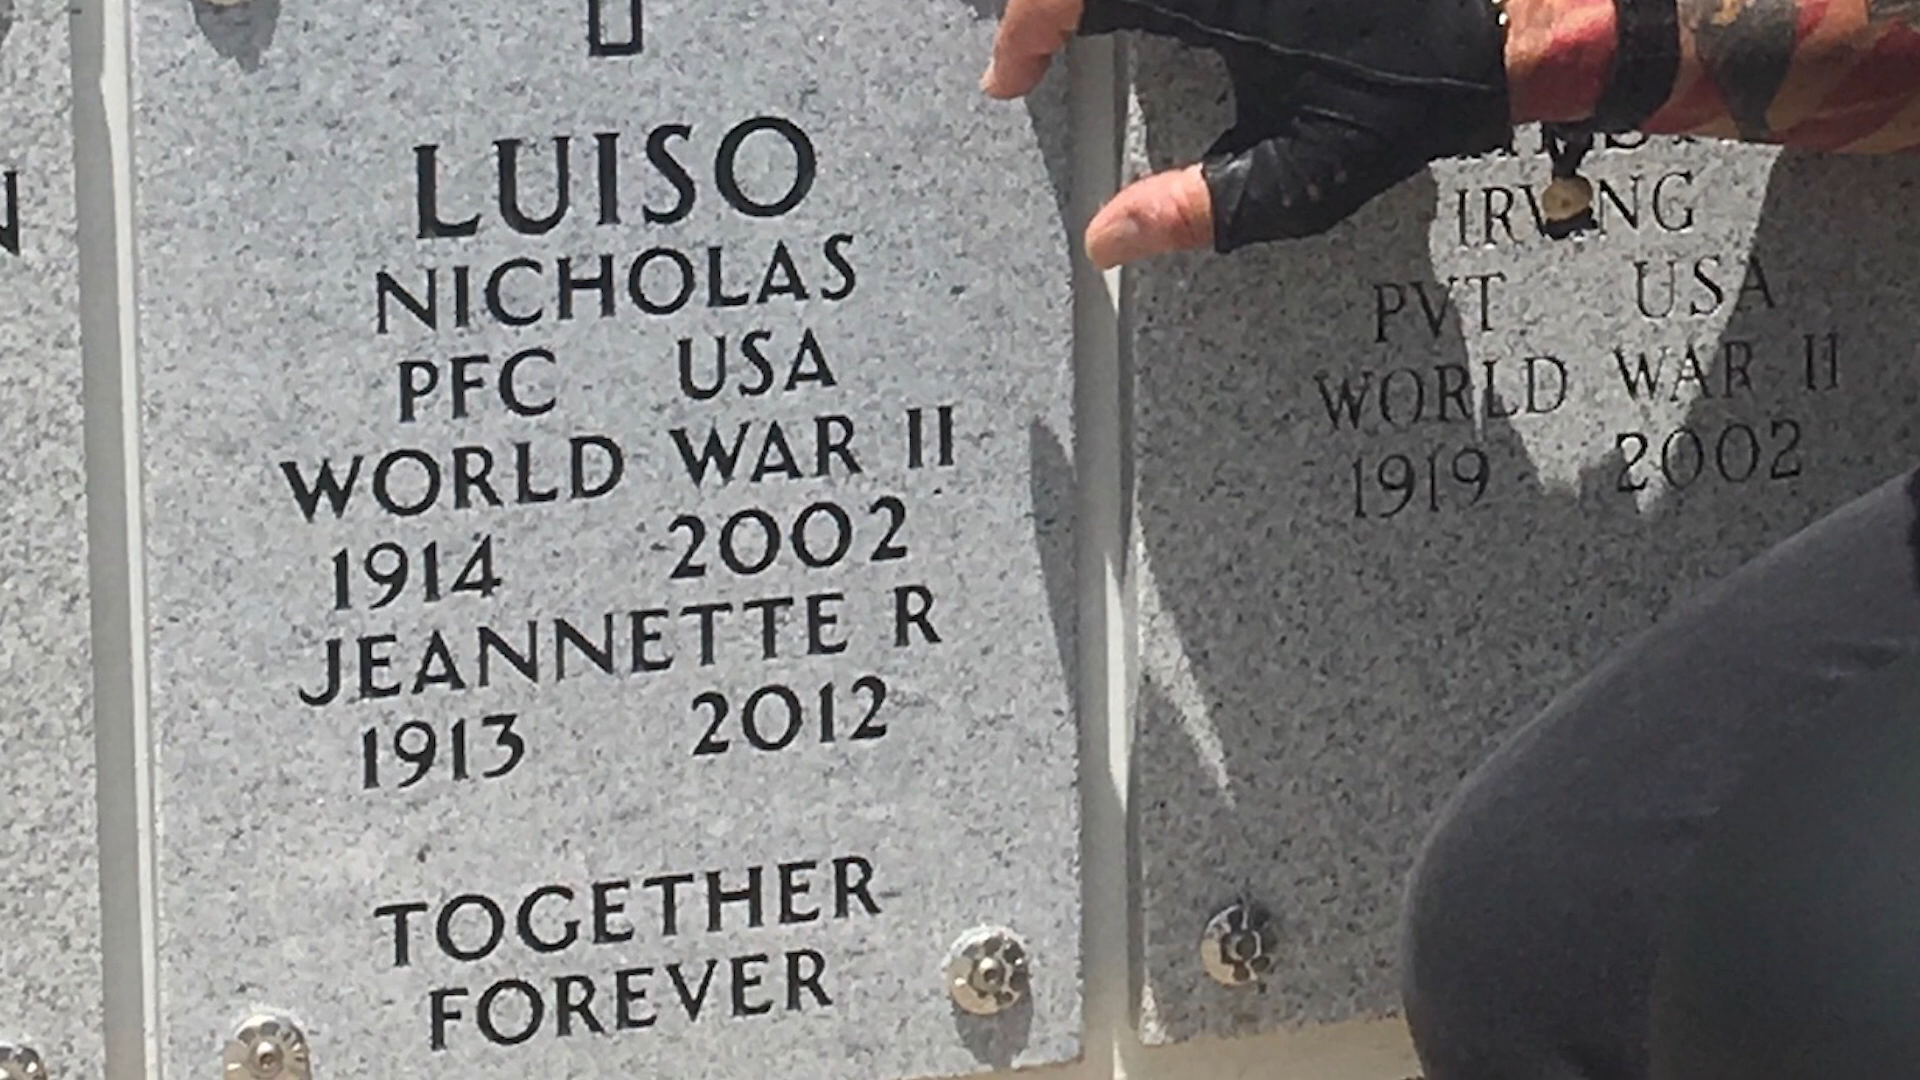 LUISO
NICHOLAS
PFC USA
WORLD WAR II
1914 2002
JEANNETTE R
1913 2012
TOGETHER
FOREVER
IRVING
PVT USA
WORLD WAR II
1919 2002